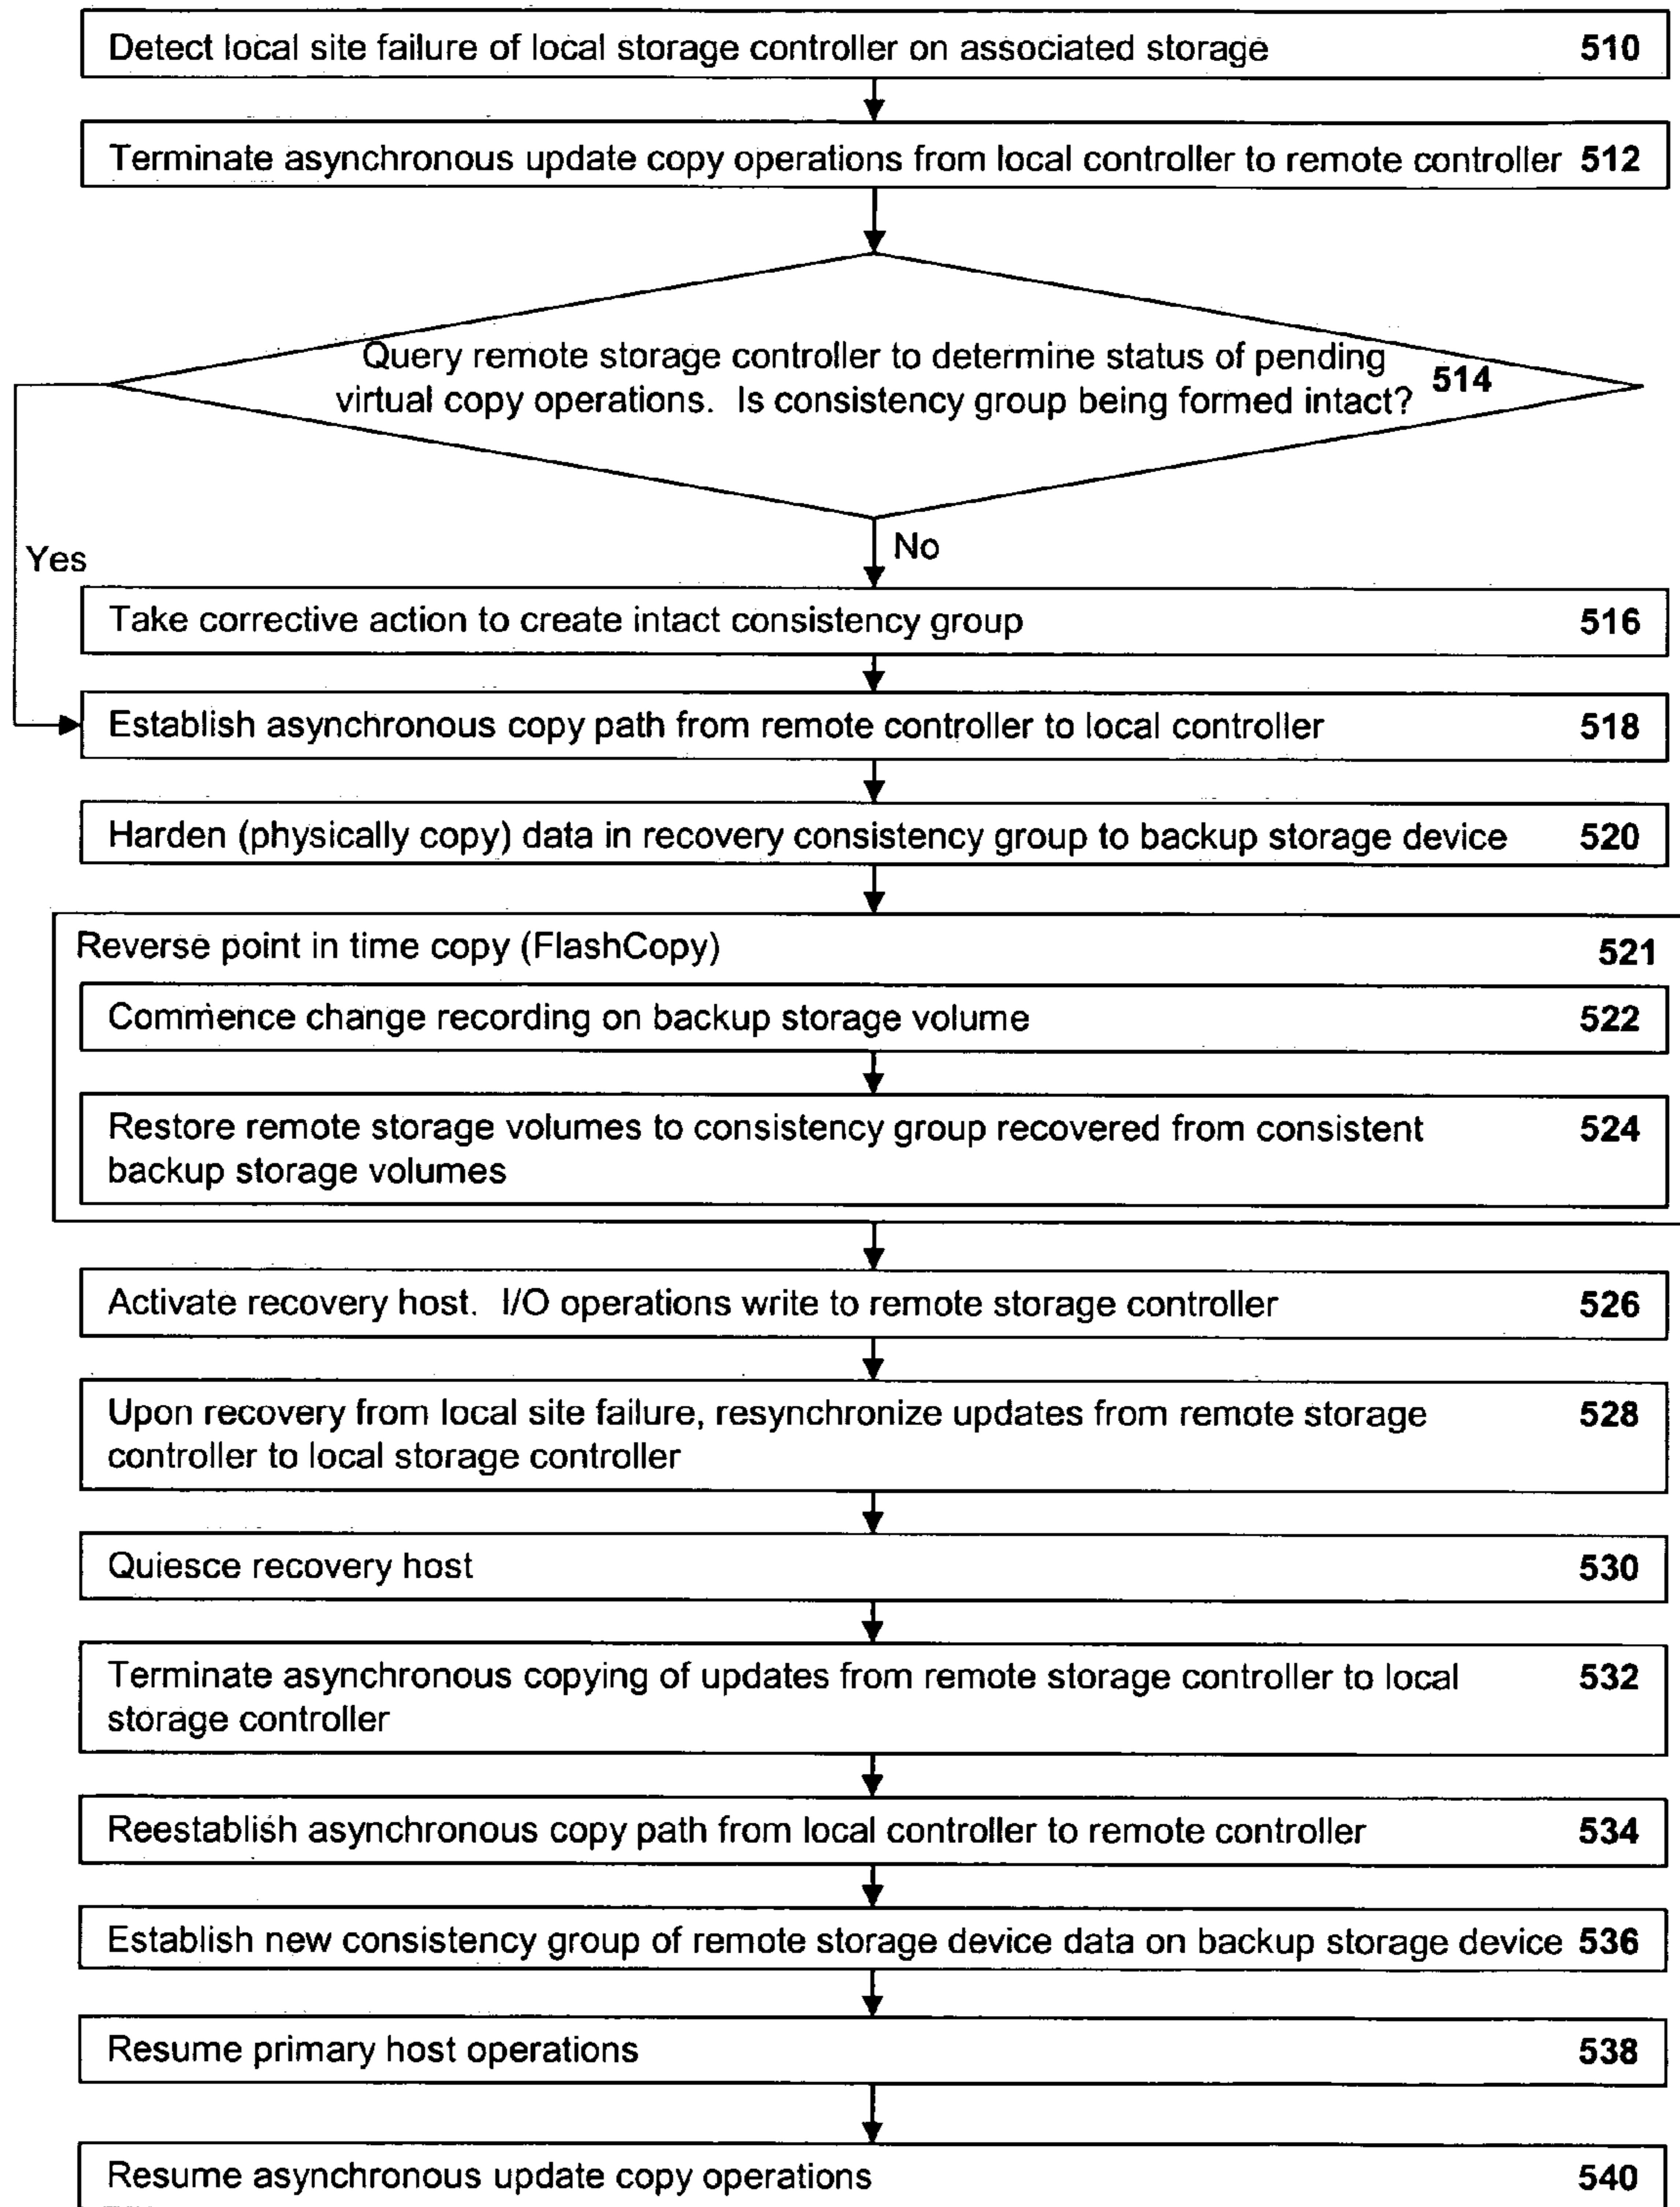 Detect local site failure of local storage controller on associated storage 510
Terminate asynchronous update copy operations from local controller to remote controller 512
Query remote storage controller to determine status of pending
virtual copy operations. Is consistency group being formed intact? 514
Yes
No
Take corrective action to create intact consistency group 516
Establish asynchronous copy path from remote controller to local controller 518
Harden (physically copy) data in recovery consistency group to backup storage device 520
Reverse point in time copy (FlashCopy) 521
Commence change recording on backup storage volume 522
Restore remote storage volumes to consistency group recovered from consistent 524
backup storage volumes
Activate recovery host. I/O operations write to remote storage controller 526
Upon recovery from local site failure, resynchronize updates from remote storage 528
controller to local storage controller
Quiesce recovery host 530
Terminate asynchronous copying of updates from remote storage controller to local 532
storage controller
Reestablish asynchronous copy path from local controller to remote controller 534
Establish new consistency group of remote storage device data on backup storage device 536
Resume primary host operations 538
Resume asynchronous update copy operations 540